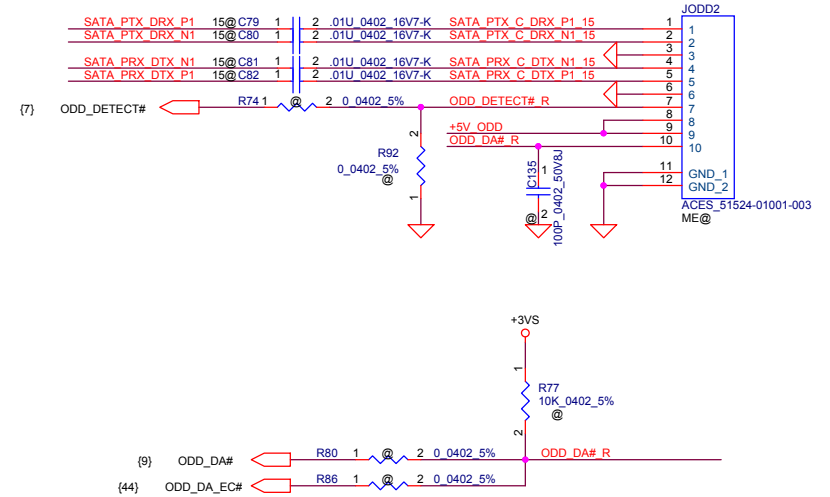 JODD2
SATA_PTX_DRX_P1 15@ C79 1 2 .01U_0402_16V7-K SATA_PTX_C_DRX_P1_15 1 1
SATA_PTX_DRX_N1 C80 1 2 .01U_0402_16V7-K SATA_PTX_C_DRX_N1_15 2 2
15@
3 3
SATA_PRX_DTX_N1 15@ C81 1 2 .01U_0402_16V7-K SATA_PRX_C_DTX_N1_15 4 4
SATA_PRX_DTX_P1 15@ C82 1 2 .01U_0402_16V7-K SATA_PRX_C_DTX_P1_15 5 5
6 6
{7} ODD_DETECT# R74 1 @ 2 0_0402_5% ODD_DETECT#_R 7 7
8 8
+5V_ODD 9 9
ODD_DA#_R 10 10
R92 2
0_0402_5%
@
1
C135 1
100P_0402_50V8J
@ 2
11 GND_1
12 GND_2
ACES_51524-01001-003
ME@
+3VS
1
R77
10K_0402_5%
@
2
{9} ODD_DA# R80 1 @ 2 0_0402_5% ODD_DA#_R
{44} ODD_DA_EC# R86 1 @ 2 0_0402_5%